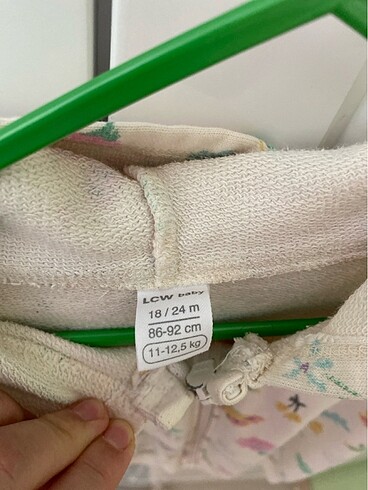 LCW baby
18 / 24 m
86-92 cm
11-12,5 kg